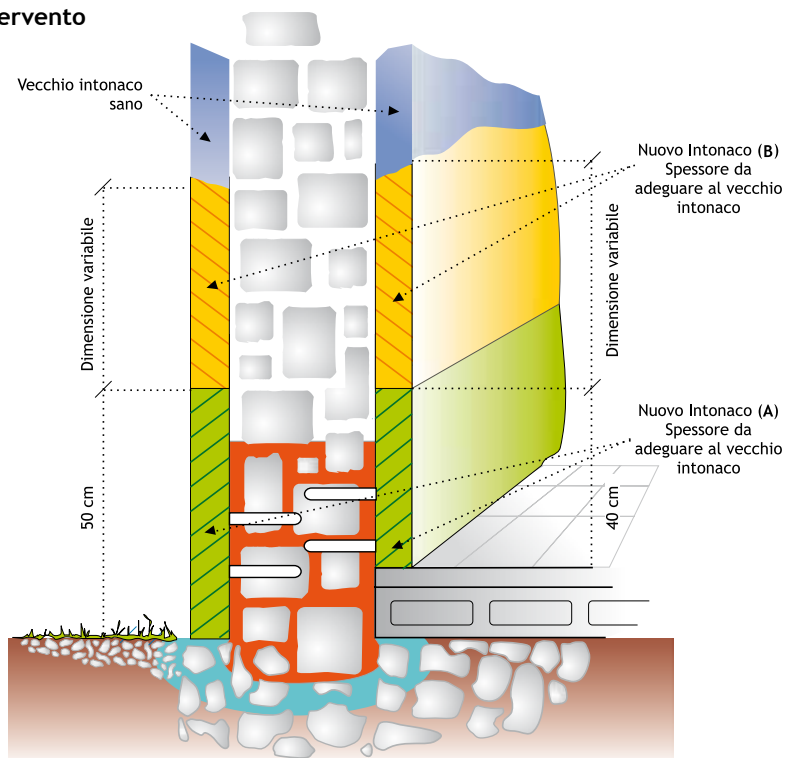 ervento
Vecchio intonaco
sano
Nuovo Intonaco (B)
Spessore da
adeguare al vecchio
intonaco
Dimensione variabile
Dimensione variabile
Nuovo Intonaco (A)
Spessore da
adeguare al vecchio
intonaco
50 cm
40 cm